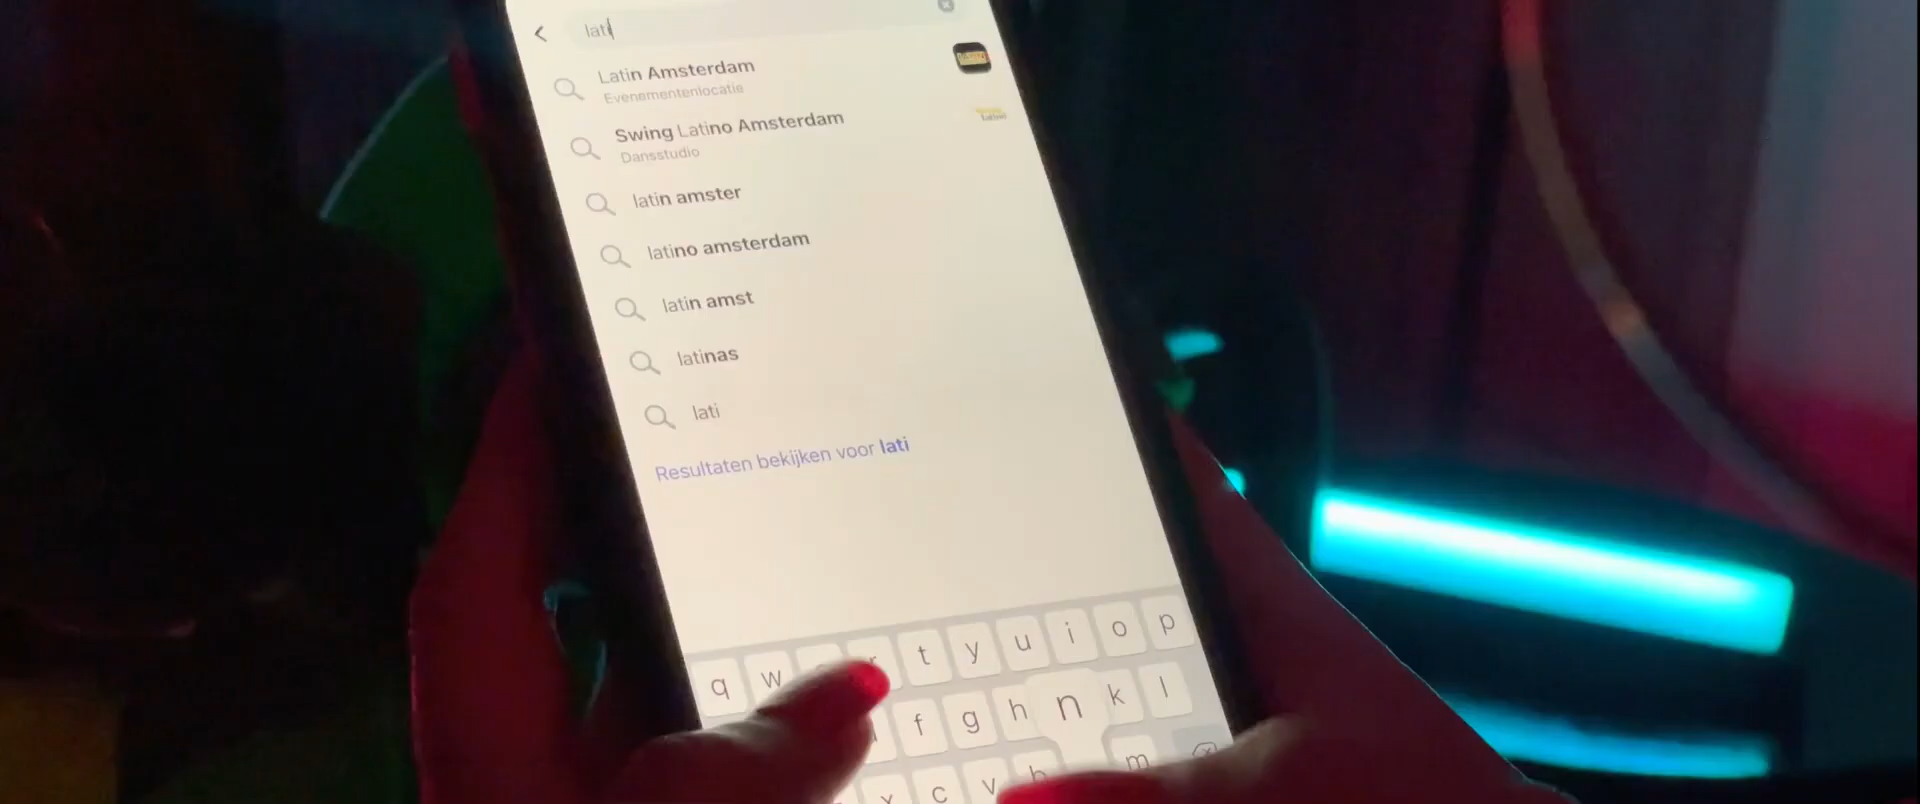 lati
Latin Amsterdam
Evenementenlocatie
Swing Latino Amsterdam
Dansstudio
latin amster
latino amsterdam
latin amst
latinas
lati
Resultaten bekijken voor lati
q w r t y u i o p
f g h n k l
x c v b m